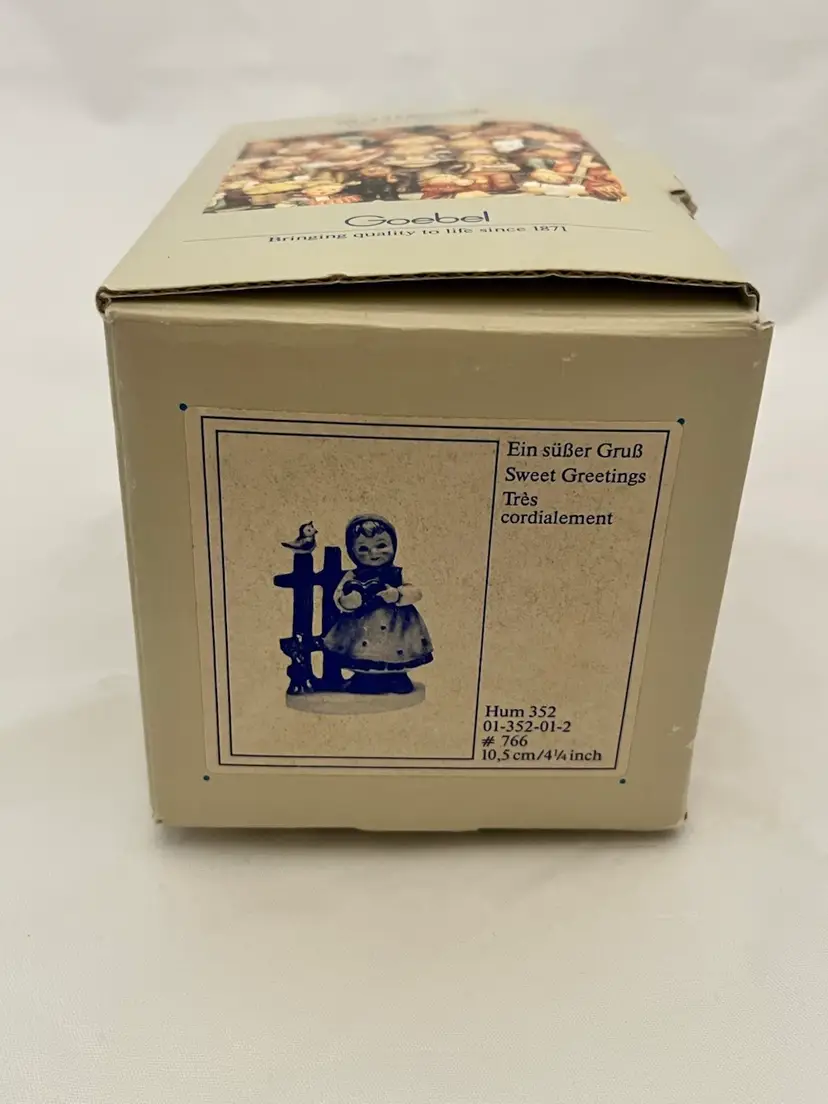 Goebel
Bringing quality to life since 1871
Ein süßer Gruß
Sweet Greetings
Très
cordialement
Hum 352
01-352-01-2
# 766
10,5 cm/4¼ inch